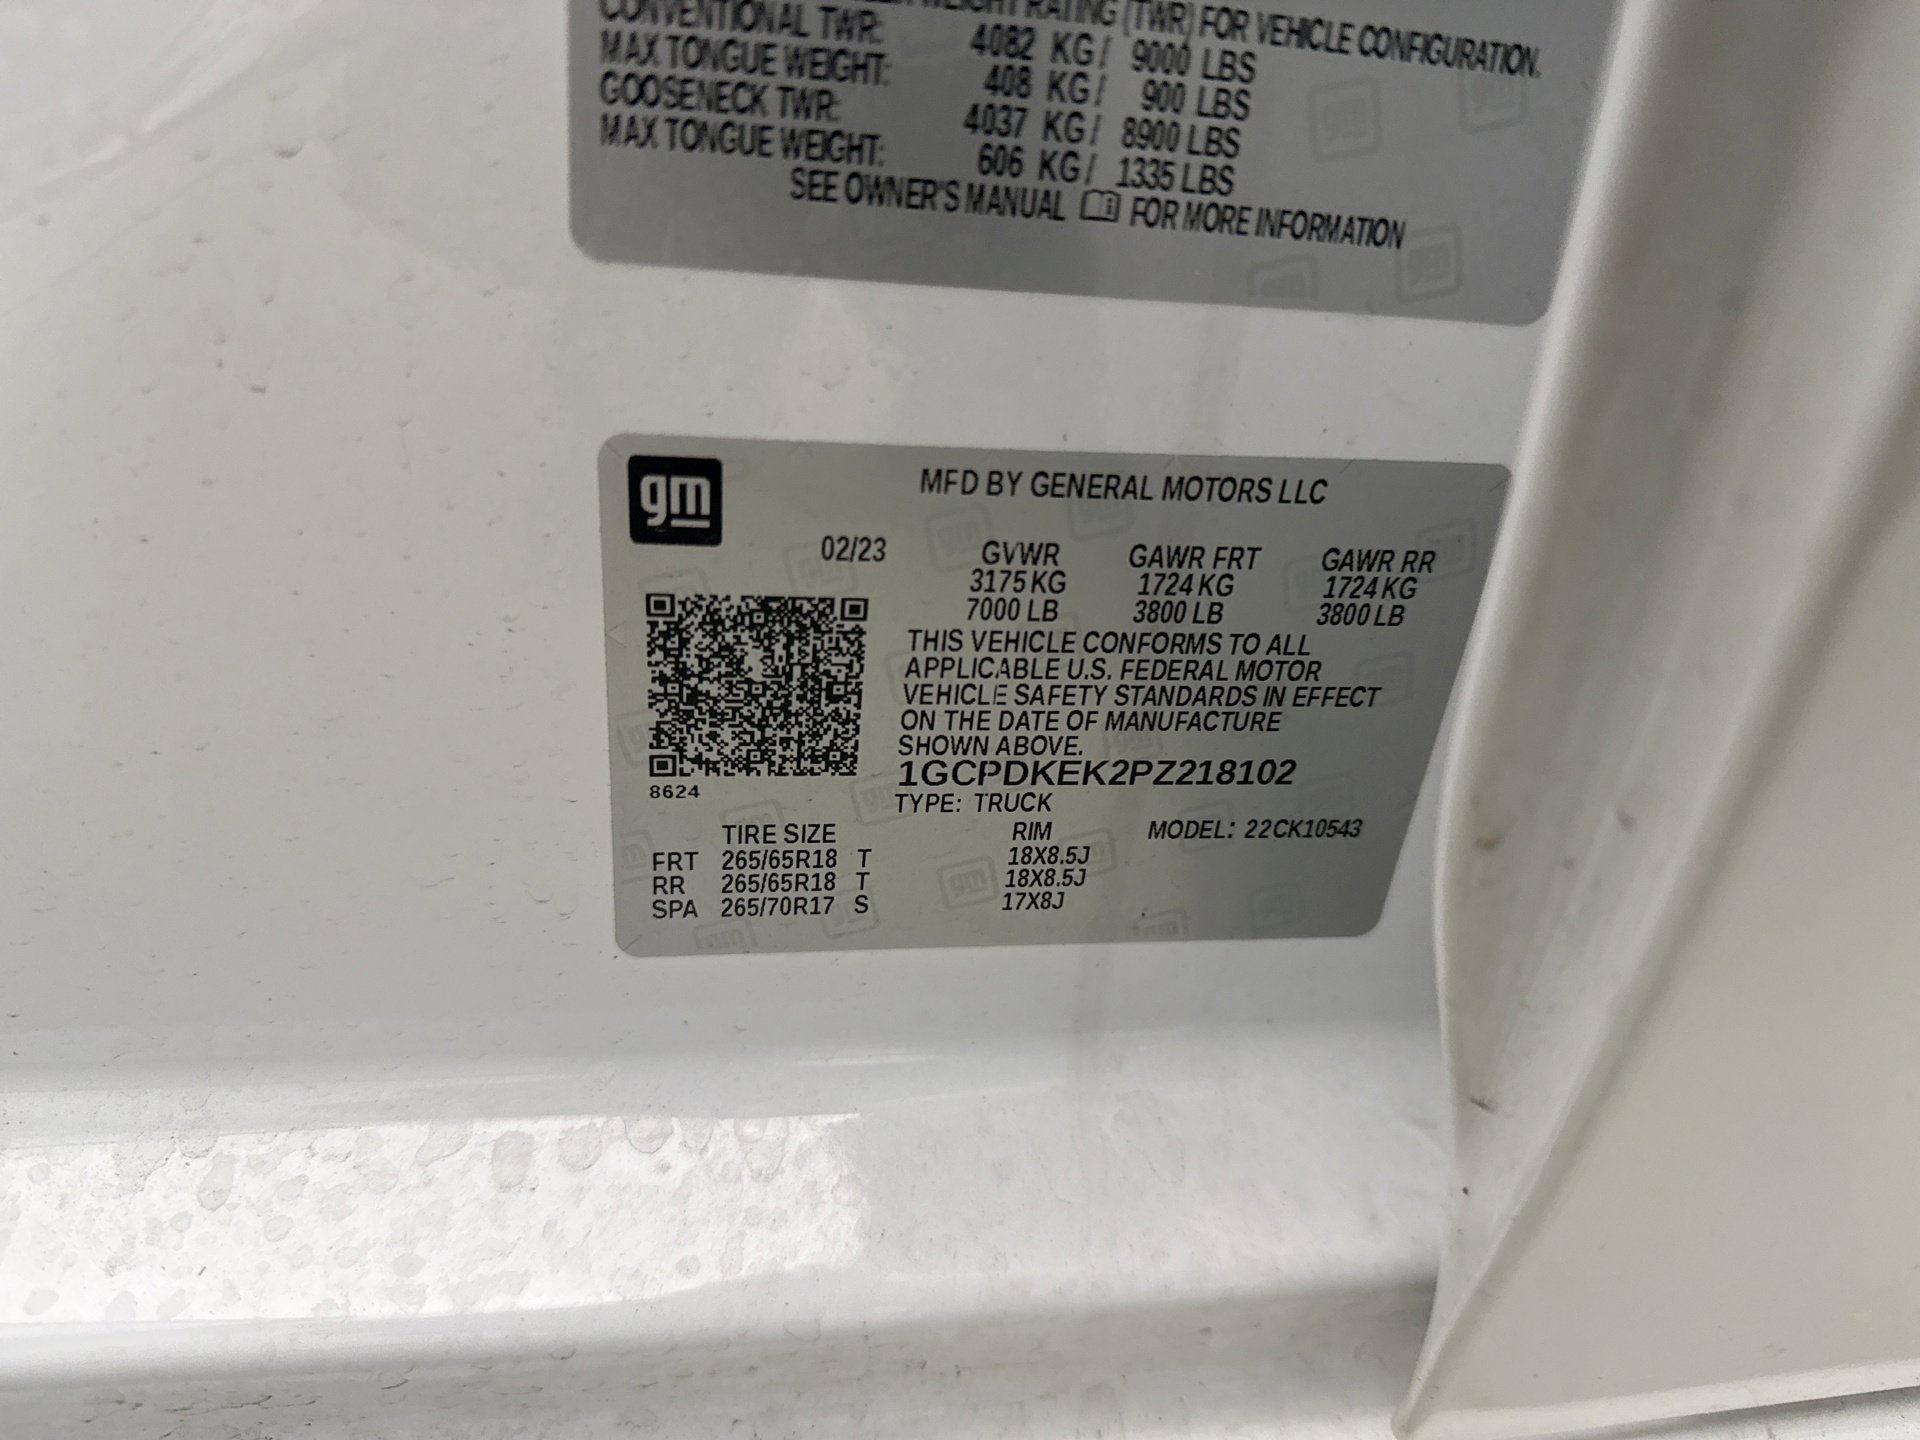 WEIGHT RATING (TWR) FOR VEHICLE CONFIGURATION.
CONVENTIONAL TWR: 4082 KG/ 9000 LBS
MAX TONGUE WEIGHT: 408 KG/ 900 LBS
GOOSENECK TWR: 4037 KG/ 8900 LBS
MAX TONGUE WEIGHT: 606 KG/ 1335 LBS
SEE OWNER'S MANUAL FOR MORE INFORMATION
gm
MFD BY GENERAL MOTORS LLC
02/23 GVWR GAWR FRT GAWR RR
3175 KG 1724 KG 1724 KG
7000 LB 3800 LB 3800 LB
THIS VEHICLE CONFORMS TO ALL
APPLICABLE U.S. FEDERAL MOTOR
VEHICLE SAFETY STANDARDS IN EFFECT
ON THE DATE OF MANUFACTURE
SHOWN ABOVE.
1GCPDKEK2PZ218102
8624
TYPE: TRUCK
TIRE SIZE RIM MODEL: 22CK10543
FRT 265/65R18 T 18X8.5J
RR 265/65R18 T 18X8.5J
SPA 265/70R17 S 17X8J